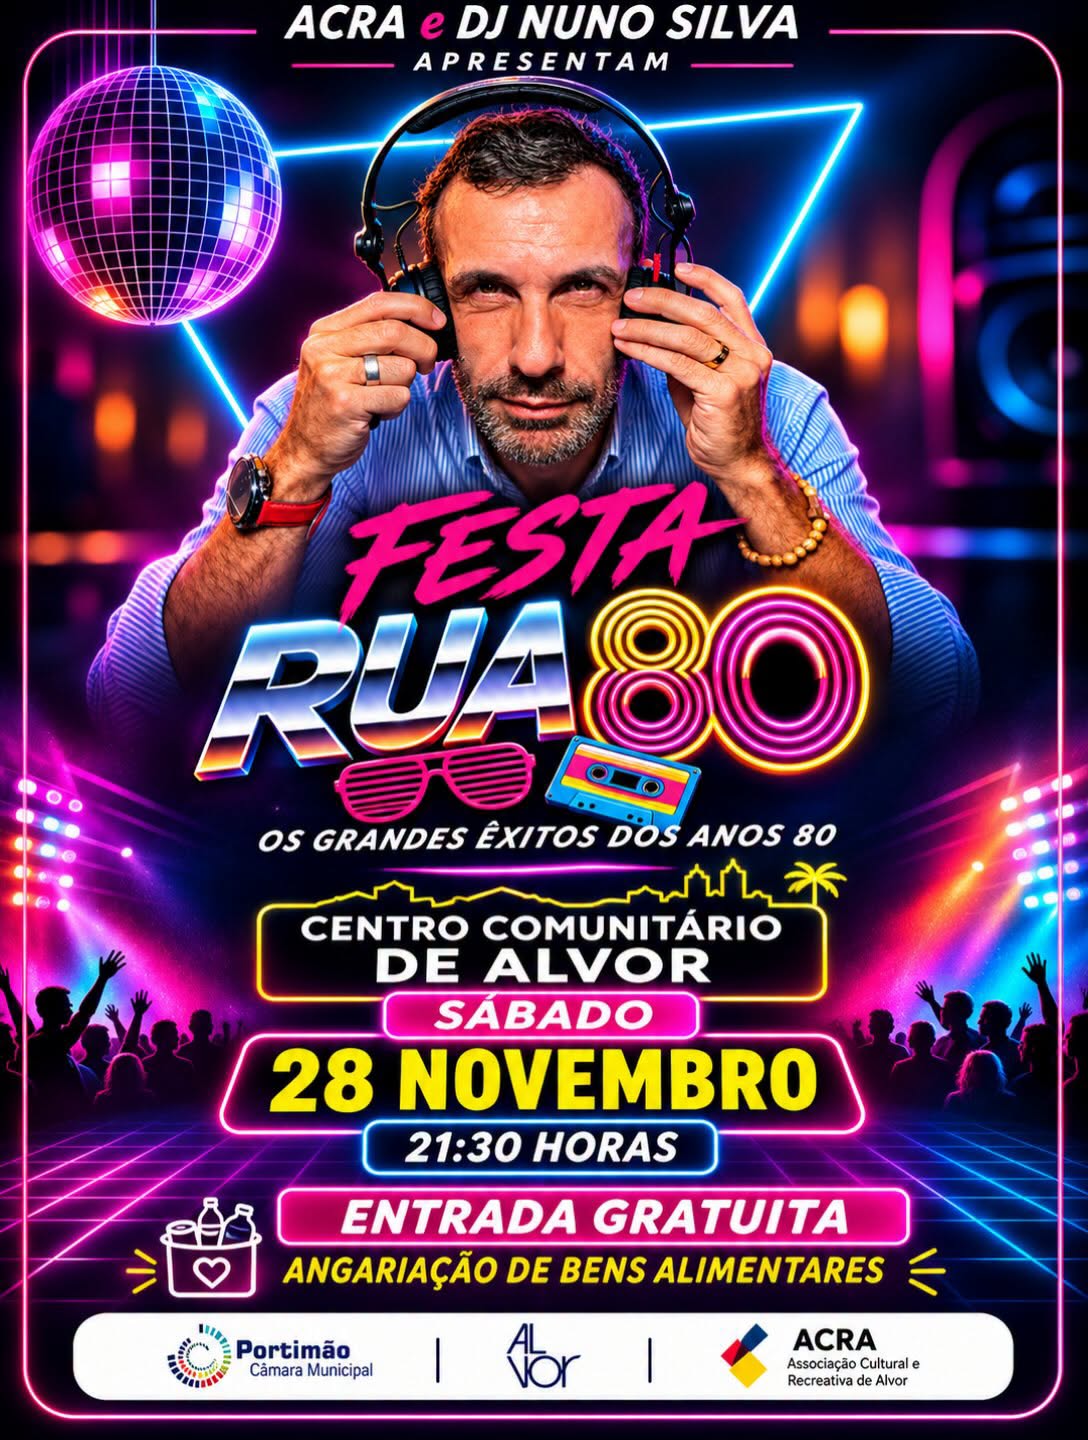 ACRA e DJ NUNO SILVA
APRESENTAM
FESTA
RUA 80
OS GRANDES ÊXITOS DOS ANOS 80
CENTRO COMUNITÁRIO
DE ALVOR
SÁBADO
28 NOVEMBRO
21:30 HORAS
ENTRADA GRATUITA
ANGARIAÇÃO DE BENS ALIMENTARES
Portimão
Câmara Municipal
AL
VOR
ACRA
Associação Cultural e
Recreativa de Alvor